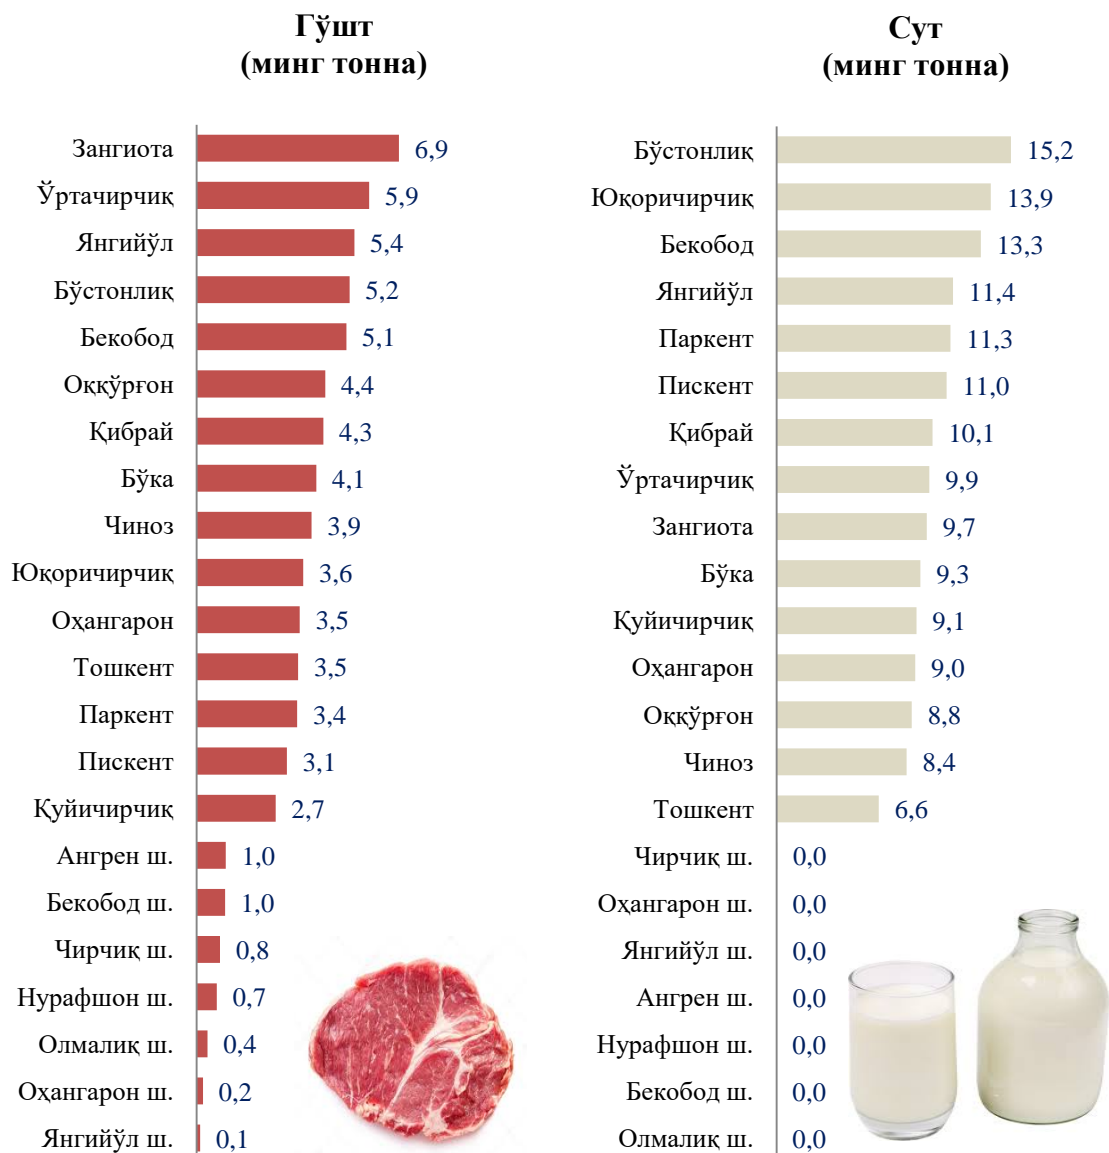 Гўшт
(минг тонна)
Зангиота 6,9
Ўртачирчиқ 5,9
Янгийўл 5,4
Бўстонлиқ 5,2
Бекобод 5,1
Оққўрғон 4,4
Қибрай 4,3
Бўка 4,1
Чиноз 3,9
Юқоричирчиқ 3,6
Оҳангарон 3,5
Тошкент 3,5
Паркент 3,4
Пискент 3,1
Қуйичирчиқ 2,7
Ангрен ш. 1,0
Бекобод ш. 1,0
Чирчиқ ш. 0,8
Нурафшон ш. 0,7
Олмалиқ ш. 0,4
Оҳангарон ш. 0,2
Янгийўл ш. 0,1
Сут
(минг тонна)
Бўстонлиқ 15,2
Юқоричирчиқ 13,9
Бекобод 13,3
Янгийўл 11,4
Паркент 11,3
Пискент 11,0
Қибрай 10,1
Ўртачирчиқ 9,9
Зангиота 9,7
Бўка 9,3
Қуйичирчиқ 9,1
Оҳангарон 9,0
Оққўрғон 8,8
Чиноз 8,4
Тошкент 6,6
Чирчиқ ш. 0,0
Оҳангарон ш. 0,0
Янгийўл ш. 0,0
Ангрен ш. 0,0
Нурафшон ш. 0,0
Бекобод ш. 0,0
Олмалиқ ш. 0,0